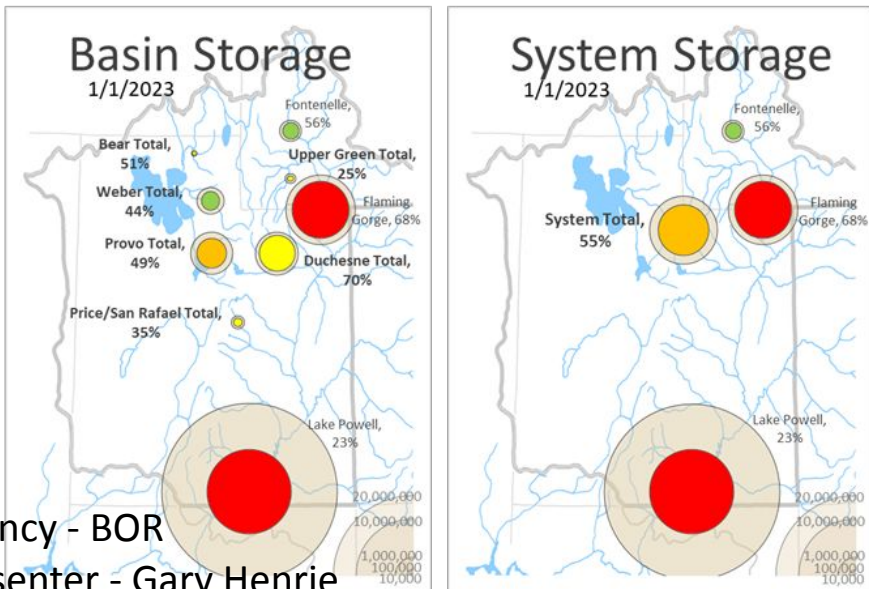 Basin Storage
1/1/2023
Fontenelle,
56%
Bear Total,
51%
Upper Green Total,
25%
Weber Total,
44%
Flaming
Gorge, 68%
Provo Total,
49%
Duchesne Total,
70%
Price/San Rafael Total,
35%
Lake Powell,
23%
20,000,000
10,000,000
1,000,000
100,000
10,000
System Storage
1/1/2023
Fontenelle,
56%
System Total,
55%
Flaming
Gorge, 68%
Lake Powell,
23%
20,000,000
10,000,000
1,000,000
100,000
10,000
ncy - BOR
senter - Gary Henrie